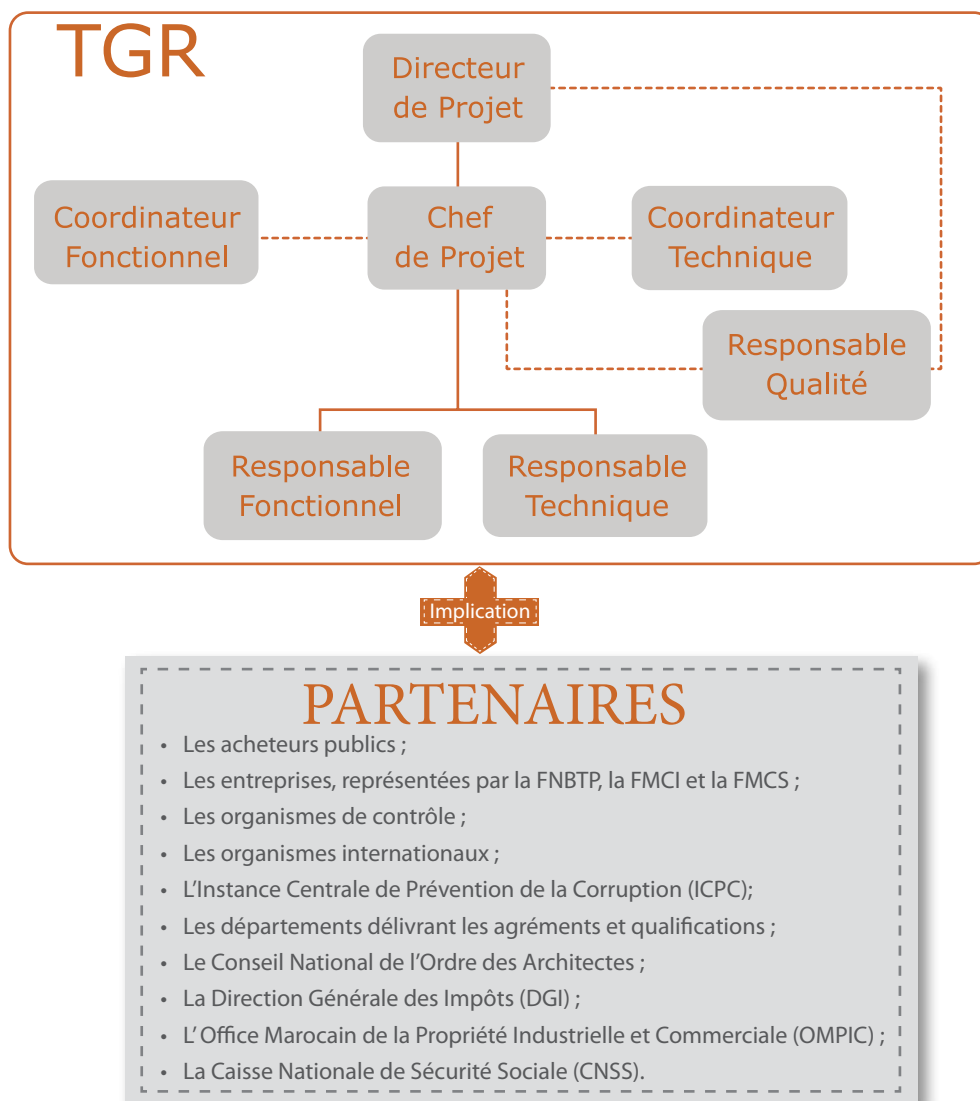 TGR
Directeur
de Projet
Coordinateur
Fonctionnel
Chef
de Projet
Coordinateur
Technique
Responsable
Qualité
Responsable
Fonctionnel
Responsable
Technique
Implication
PARTENAIRES
• Les acheteurs publics ;
• Les entreprises, représentées par la FNBTP, la FMCI et la FMCS ;
• Les organismes de contrôle ;
• Les organismes internationaux ;
• L’Instance Centrale de Prévention de la Corruption (ICPC);
• Les départements délivrant les agréments et qualifications ;
• Le Conseil National de l’Ordre des Architectes ;
• La Direction Générale des Impôts (DGI) ;
• L’ Office Marocain de la Propriété Industrielle et Commerciale (OMPIC) ;
• La Caisse Nationale de Sécurité Sociale (CNSS).